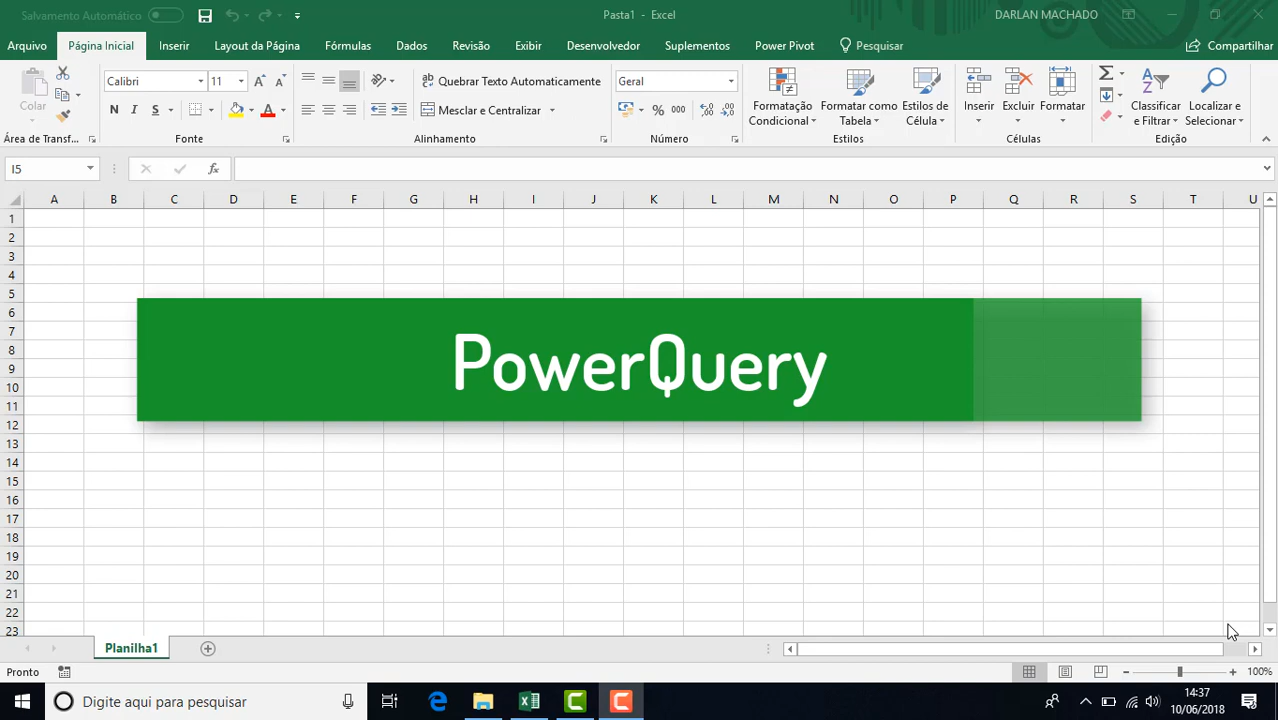 Salvamento Automático
Pasta1 - Excel
DARLAN MACHADO
Arquivo Página Inicial Inserir Layout da Página Fórmulas Dados Revisão Exibir Desenvolvedor Suplementos Power Pivot Pesquisar Compartilhar
Colar
Calibri 11
N I S
Quebrar Texto Automaticamente
Mesclar e Centralizar
Geral
% 000
Formatação Condicional
Formatar como Tabela
Estilos de Célula
Inserir Excluir Formatar
Classificar e Filtrar
Localizar e Selecionar
Área de Transf... Fonte Alinhamento Número Estilos Células Edição
I5 fx
A B C D E F G H I J K L M N O P Q R S T U
1
2
3
4
5
6
7
8
9
10
11
12
13
14
15
16
17
18
19
20
21
22
23
PowerQuery
Planilha1
Pronto
100%
Digite aqui para pesquisar
14:37
10/06/2018